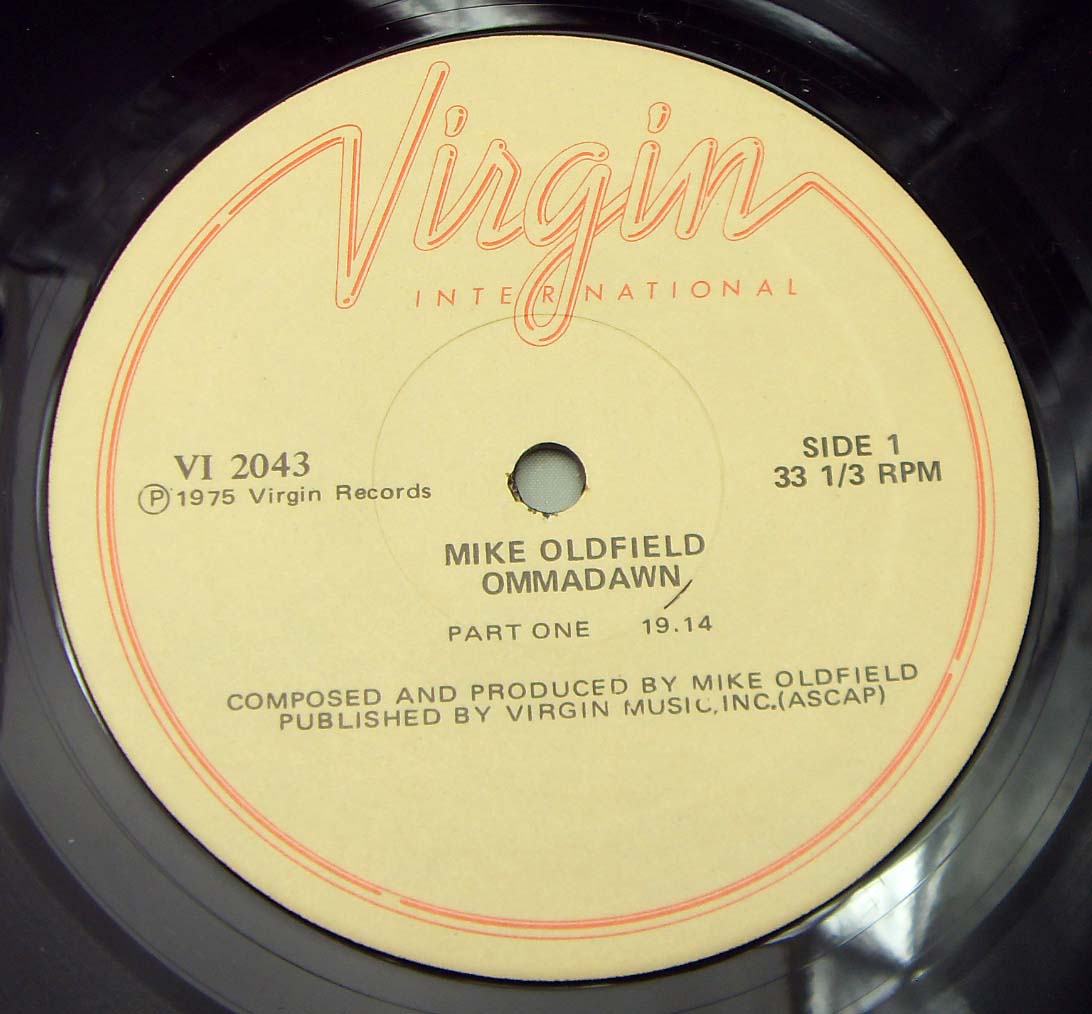 Virgin
INTERNATIONAL
VI 2043
Ⓟ 1975 Virgin Records
SIDE 1
33 1/3 RPM
MIKE OLDFIELD
OMMADAWN
PART ONE 19.14
COMPOSED AND PRODUCED BY MIKE OLDFIELD
PUBLISHED BY VIRGIN MUSIC, INC.(ASCAP)